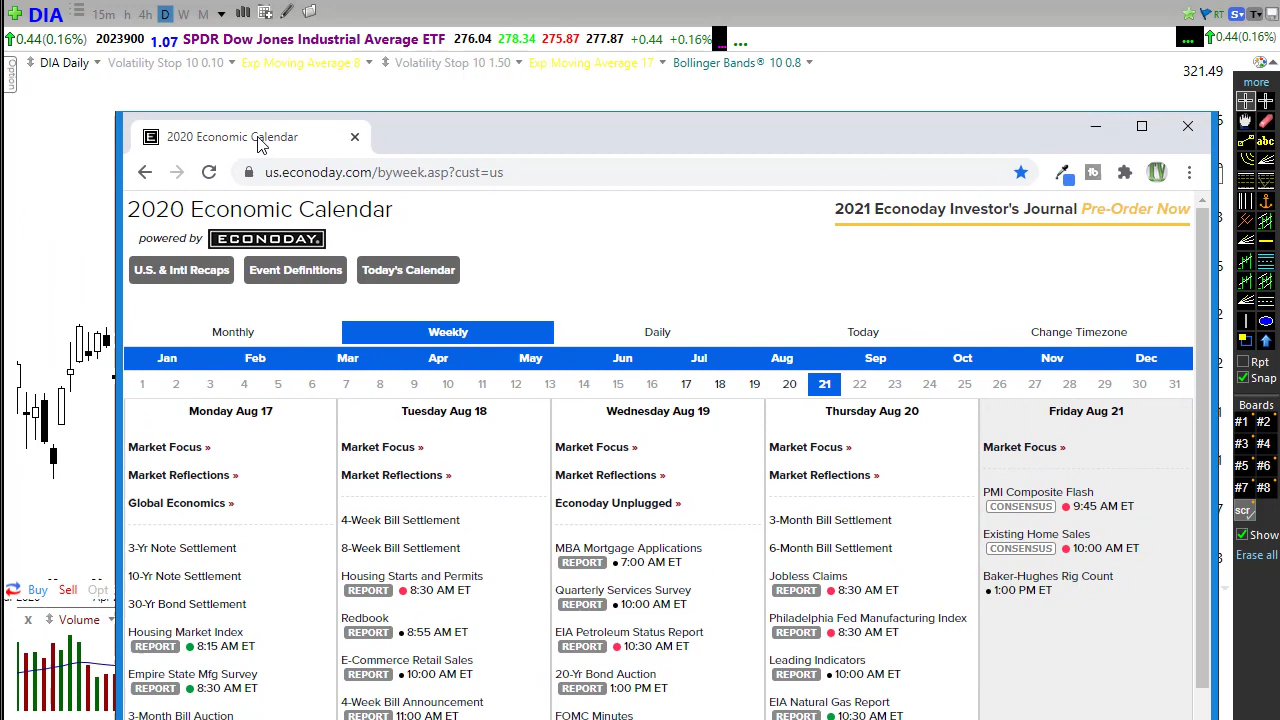 DIA 15m h 4h D W M RT S T
0.44(0.16%) 2023900 1.07 SPDR Dow Jones Industrial Average ETF 276.04 278.34 275.87 277.87 +0.44 +0.16% ... ... 0.44(0.16%)
Option DIA Daily Volatility Stop 10 0.10 Exp Moving Average 8 Volatility Stop 10 1.50 Exp Moving Average 17 Bollinger Bands® 10 0.8
321.49
more
abc
Rpt
Snap
Boards
#1 #2
#3 #4
#5 #6
#7 #8
scr
Show
Erase all
2020 Economic Calendar
us.econoday.com/byweek.asp?cust=us
2020 Economic Calendar
2021 Econoday Investor's Journal Pre-Order Now
powered by ECONODAY®
U.S. & Intl Recaps Event Definitions Today's Calendar
Monthly Weekly Daily Today Change Timezone
Jan Feb Mar Apr May Jun Jul Aug Sep Oct Nov Dec
1 2 3 4 5 6 7 8 9 10 11 12 13 14 15 16 17 18 19 20 21 22 23 24 25 26 27 28 29 30 31
Monday Aug 17
Market Focus »
Market Reflections »
Global Economics »
3-Yr Note Settlement
10-Yr Note Settlement
30-Yr Bond Settlement
Housing Market Index
REPORT 8:15 AM ET
Empire State Mfg Survey
REPORT 8:30 AM ET
3-Month Bill Auction
Tuesday Aug 18
Market Focus »
Market Reflections »
4-Week Bill Settlement
8-Week Bill Settlement
Housing Starts and Permits
REPORT 8:30 AM ET
Redbook
REPORT 8:55 AM ET
E-Commerce Retail Sales
REPORT 10:00 AM ET
4-Week Bill Announcement
REPORT 11:00 AM ET
Wednesday Aug 19
Market Focus »
Market Reflections »
Econoday Unplugged »
MBA Mortgage Applications
REPORT 7:00 AM ET
Quarterly Services Survey
REPORT 10:00 AM ET
EIA Petroleum Status Report
REPORT 10:30 AM ET
20-Yr Bond Auction
REPORT 1:00 PM ET
FOMC Minutes
Thursday Aug 20
Market Focus »
Market Reflections »
3-Month Bill Settlement
6-Month Bill Settlement
Jobless Claims
REPORT 8:30 AM ET
Philadelphia Fed Manufacturing Index
REPORT 8:30 AM ET
Leading Indicators
REPORT 10:00 AM ET
EIA Natural Gas Report
REPORT 10:30 AM ET
Friday Aug 21
Market Focus »
PMI Composite Flash
CONSENSUS 9:45 AM ET
Existing Home Sales
CONSENSUS 10:00 AM ET
Baker-Hughes Rig Count
1:00 PM ET
Buy Sell Opt
X Volume